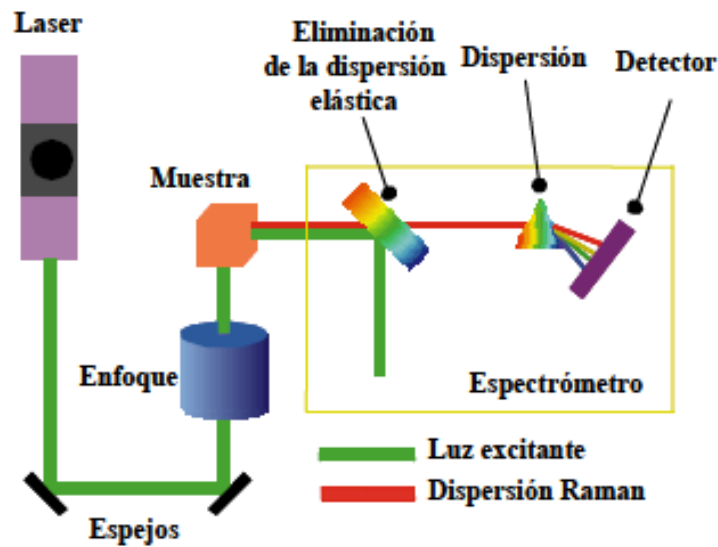 Laser
Eliminación
de la dispersión
elástica
Dispersión
Detector
Muestra
Enfoque
Espectrómetro
Luz excitante
Dispersión Raman
Espejos